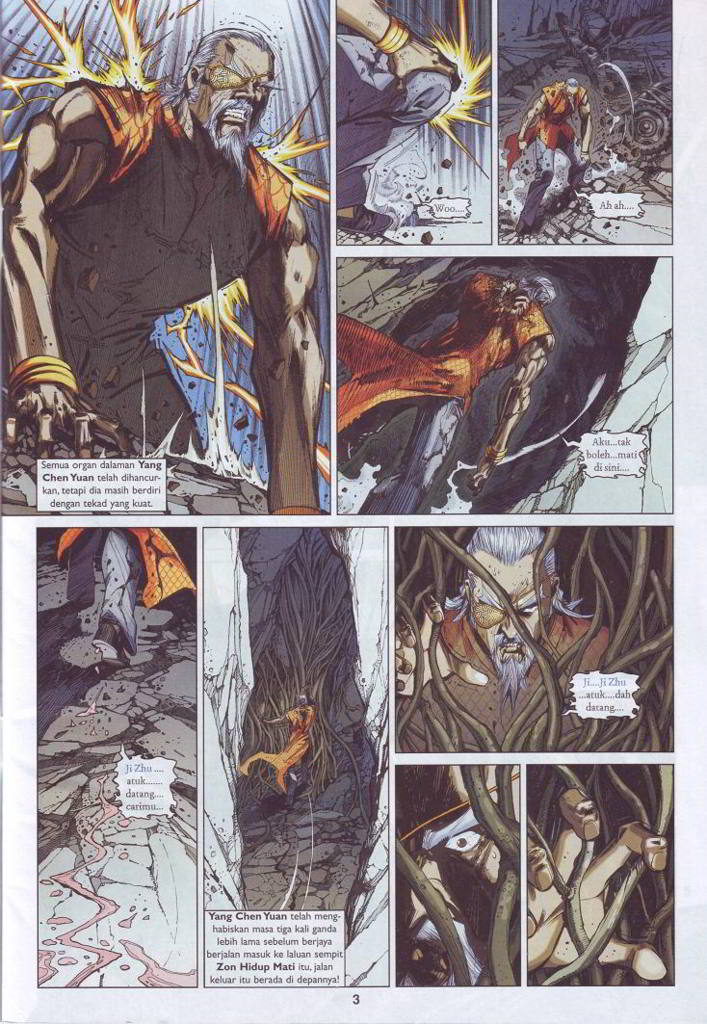 Semua organ dalaman Yang
Chen Yuan telah dihancur-
kan, tetapi dia masih berdiri
dengan tekad yang kuat.
Woo....
Ah ah....
Aku...tak
boleh...mati
di sini....
Ji Zhu ....
atuk.......
datang....
carimu...
Yang Chen Yuan telah meng-
habiskan masa tiga kali ganda
lebih lama sebelum berjaya
berjalan masuk ke laluan sempit
Zon Hidup Mati itu, jalan
keluar itu berada di depannya!
Ji....Ji Zhu
...atuk....dah
datang....
3